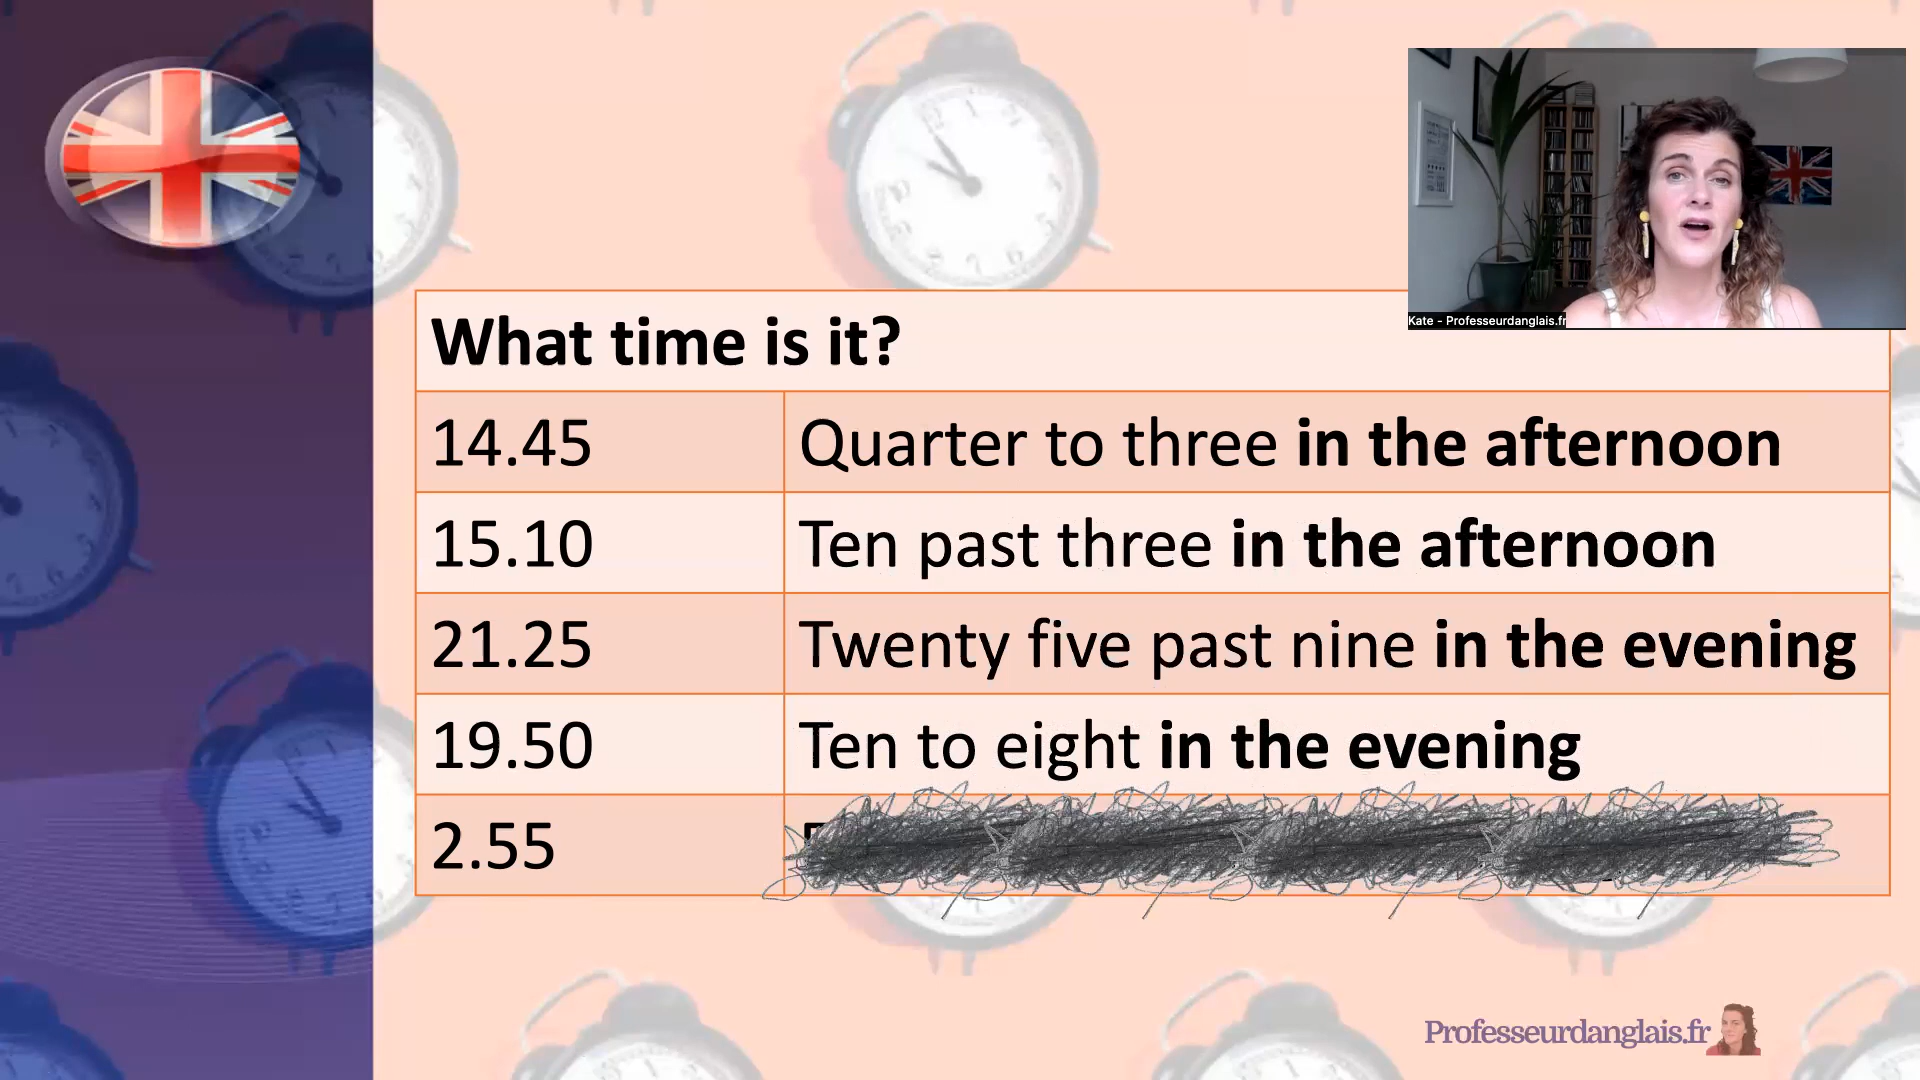 Kate - Professeurdanglais.fr
What time is it?
14.45 Quarter to three in the afternoon
15.10 Ten past three in the afternoon
21.25 Twenty five past nine in the evening
19.50 Ten to eight in the evening
2.55
Professeurdanglais.fr